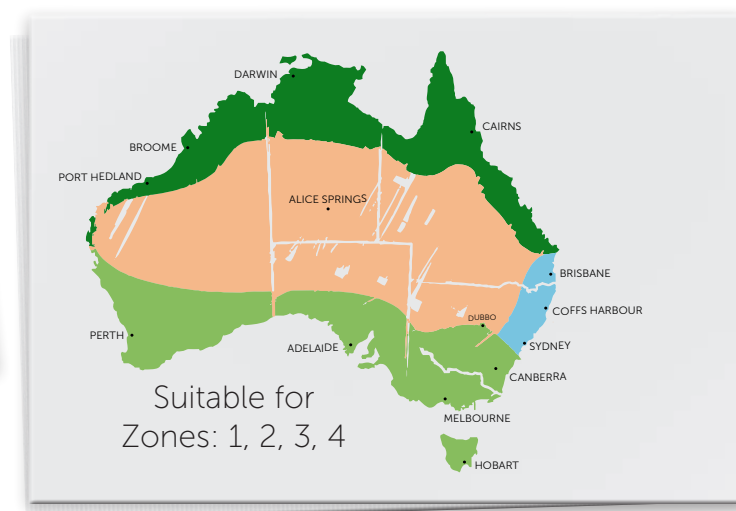 DARWIN
CAIRNS
BROOME
PORT HEDLAND
ALICE SPRINGS
BRISBANE
COFFS HARBOUR
DUBBO
PERTH
ADELAIDE
SYDNEY
CANBERRA
Suitable for
Zones: 1, 2, 3, 4
MELBOURNE
HOBART